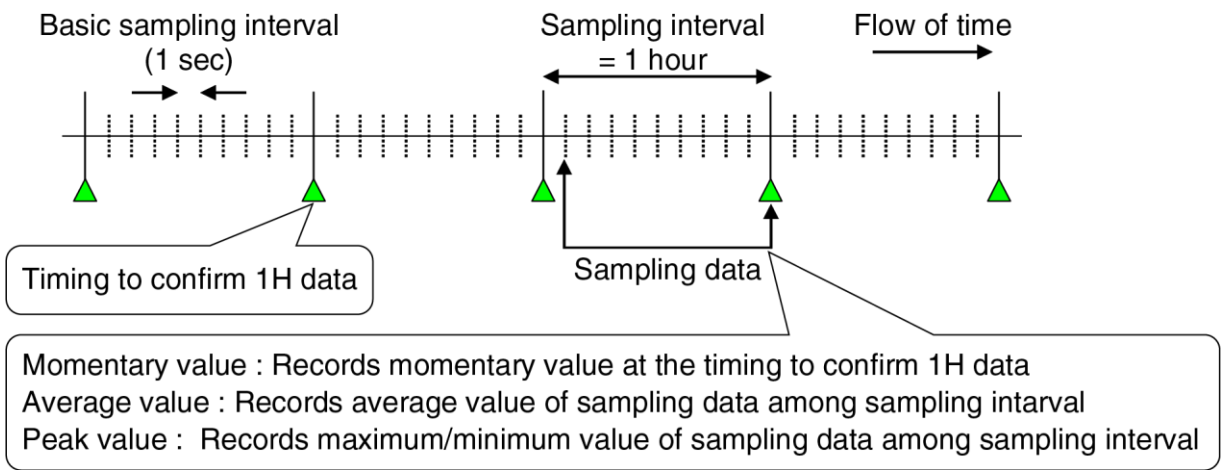 Basic sampling interval
(1 sec)
Sampling interval
= 1 hour
Flow of time
Timing to confirm 1H data
Sampling data
Momentary value : Records momentary value at the timing to confirm 1H data
Average value : Records average value of sampling data among sampling intarval
Peak value :  Records maximum/minimum value of sampling data among sampling interval